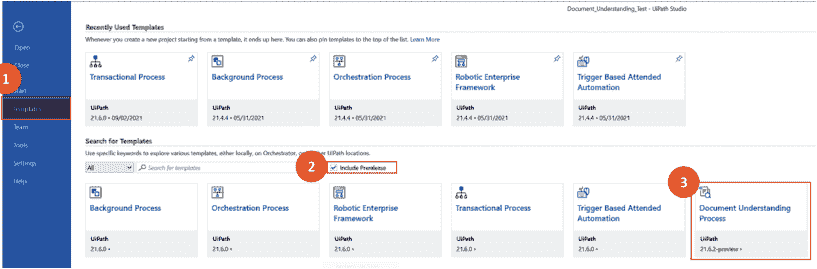 Document_Understanding_Test - UiPath Studio
Open
Close
1
Start
Templates
Team
Tools
Settings
Help
Recently Used Templates
Whenever you create a new project starting from a template, it ends up here. You can also pin templates to the top of the list. Learn More
Transactional Process
UiPath
21.6.0 • 09/02/2021
Background Process
UiPath
21.4.4 • 05/31/2021
Orchestration Process
UiPath
21.4.4 • 05/31/2021
Robotic Enterprise
Framework
UiPath
21.4.4 • 05/31/2021
Trigger Based Attended
Automation
UiPath
21.4.4 • 05/31/2021
Search for Templates
Use specific keywords to explore various templates, either locally, on Orchestrator, or UiPath locations.
All
Search for templates
2
Include Prerelease
3
Background Process
UiPath
21.6.0 •
Orchestration Process
UiPath
21.6.0 •
Robotic Enterprise
Framework
UiPath
21.6.0 •
Transactional Process
UiPath
21.6.0 •
Trigger Based Attended
Automation
UiPath
21.6.0 •
Document Understanding
Process
UiPath
21.6.2-preview •